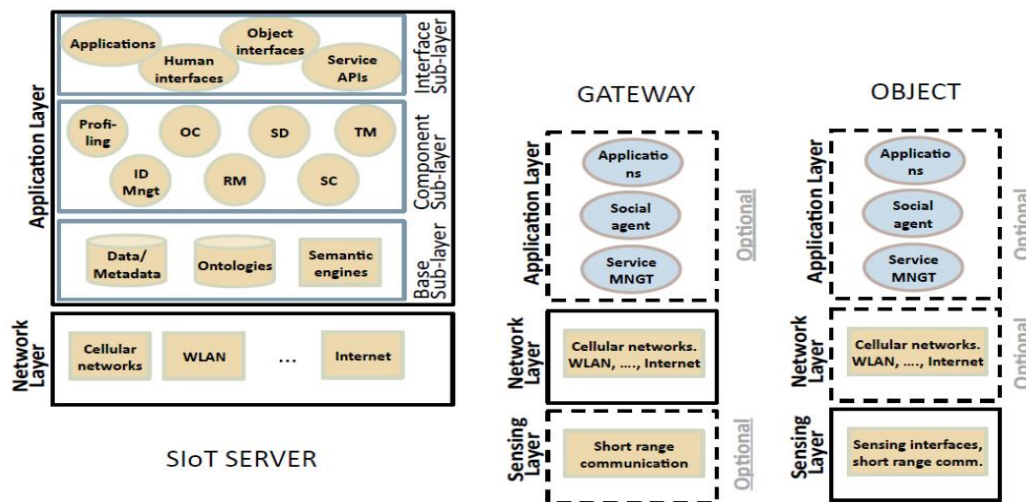 Application Layer
Applications
Human
interfaces
Object
interfaces
Service
APIs
Interface
Sub-layer
Profi-
ling
OC
SD
TM
ID
Mngt
RM
SC
Component
Sub-layer
Data/
Metadata
Ontologies
Semantic
engines
Base
Sub-layer
Network
Layer
Cellular
networks
WLAN
...
Internet
SIoT SERVER
GATEWAY
Application Layer
Applicatio
ns
Social
agent
Service
MNGT
Optional
Network
Layer
Cellular networks.
WLAN, ...., Internet
Sensing
Layer
Short range
communication
Optional
OBJECT
Application Layer
Applicatio
ns
Social
agent
Service
MNGT
Optional
Network
Layer
Cellular networks.
WLAN, ...., Internet
Optional
Sensing
Layer
Sensing interfaces,
short range comm.